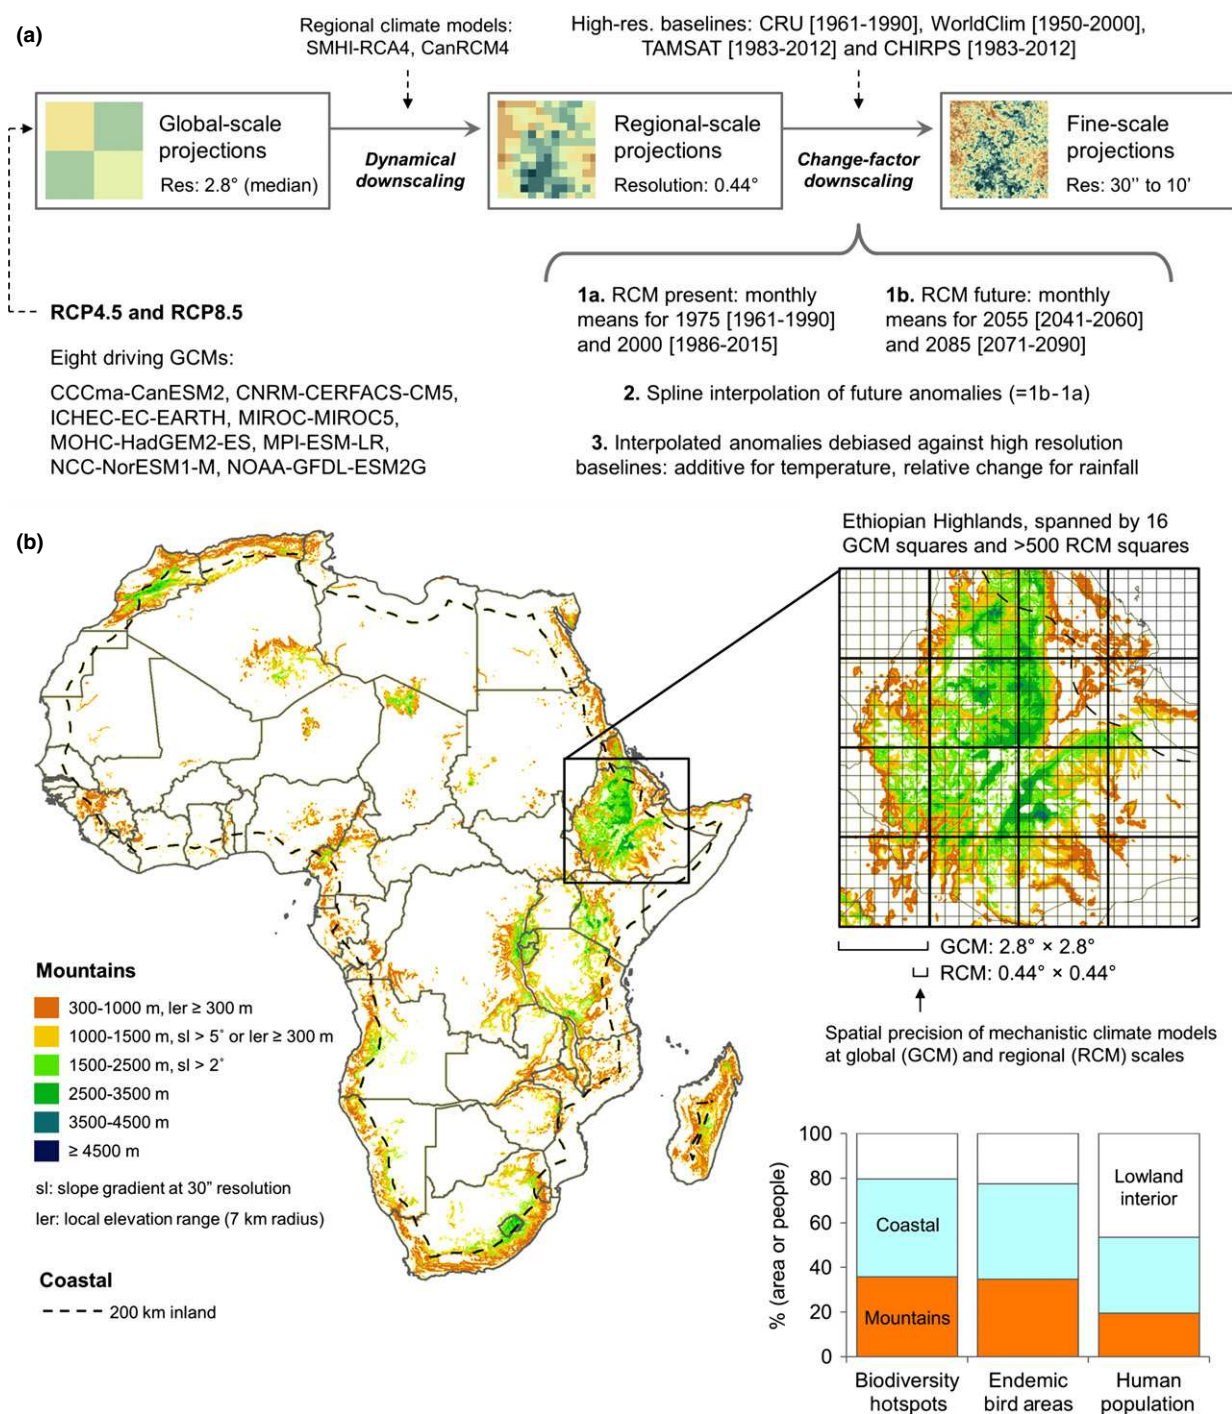 (a)
Regional climate models:
SMHI-RCA4, CanRCM4
High-res. baselines: CRU [1961-1990], WorldClim [1950-2000],
TAMSAT [1983-2012] and CHIRPS [1983-2012]
Global-scale
projections
Res: 2.8° (median)
Dynamical
downscaling
Regional-scale
projections
Resolution: 0.44°
Change-factor
downscaling
Fine-scale
projections
Res: 30'' to 10'
RCP4.5 and RCP8.5
Eight driving GCMs:
CCCma-CanESM2, CNRM-CERFACS-CM5,
ICHEC-EC-EARTH, MIROC-MIROC5,
MOHC-HadGEM2-ES, MPI-ESM-LR,
NCC-NorESM1-M, NOAA-GFDL-ESM2G
1a. RCM present: monthly
means for 1975 [1961-1990]
and 2000 [1986-2015]
1b. RCM future: monthly
means for 2055 [2041-2060]
and 2085 [2071-2090]
2. Spline interpolation of future anomalies (=1b-1a)
3. Interpolated anomalies debiased against high resolution
baselines: additive for temperature, relative change for rainfall
(b)
Ethiopian Highlands, spanned by 16
GCM squares and >500 RCM squares
GCM: 2.8° × 2.8°
RCM: 0.44° × 0.44°
Spatial precision of mechanistic climate models
at global (GCM) and regional (RCM) scales
Mountains
300-1000 m, ler ≥ 300 m
1000-1500 m, sl > 5° or ler ≥ 300 m
1500-2500 m, sl > 2°
2500-3500 m
3500-4500 m
≥ 4500 m
sl: slope gradient at 30" resolution
ler: local elevation range (7 km radius)
Coastal
200 km inland
% (area or people)
100
80
60
40
20
0
Coastal
Mountains
Lowland
interior
Biodiversity
hotspots
Endemic
bird areas
Human
population